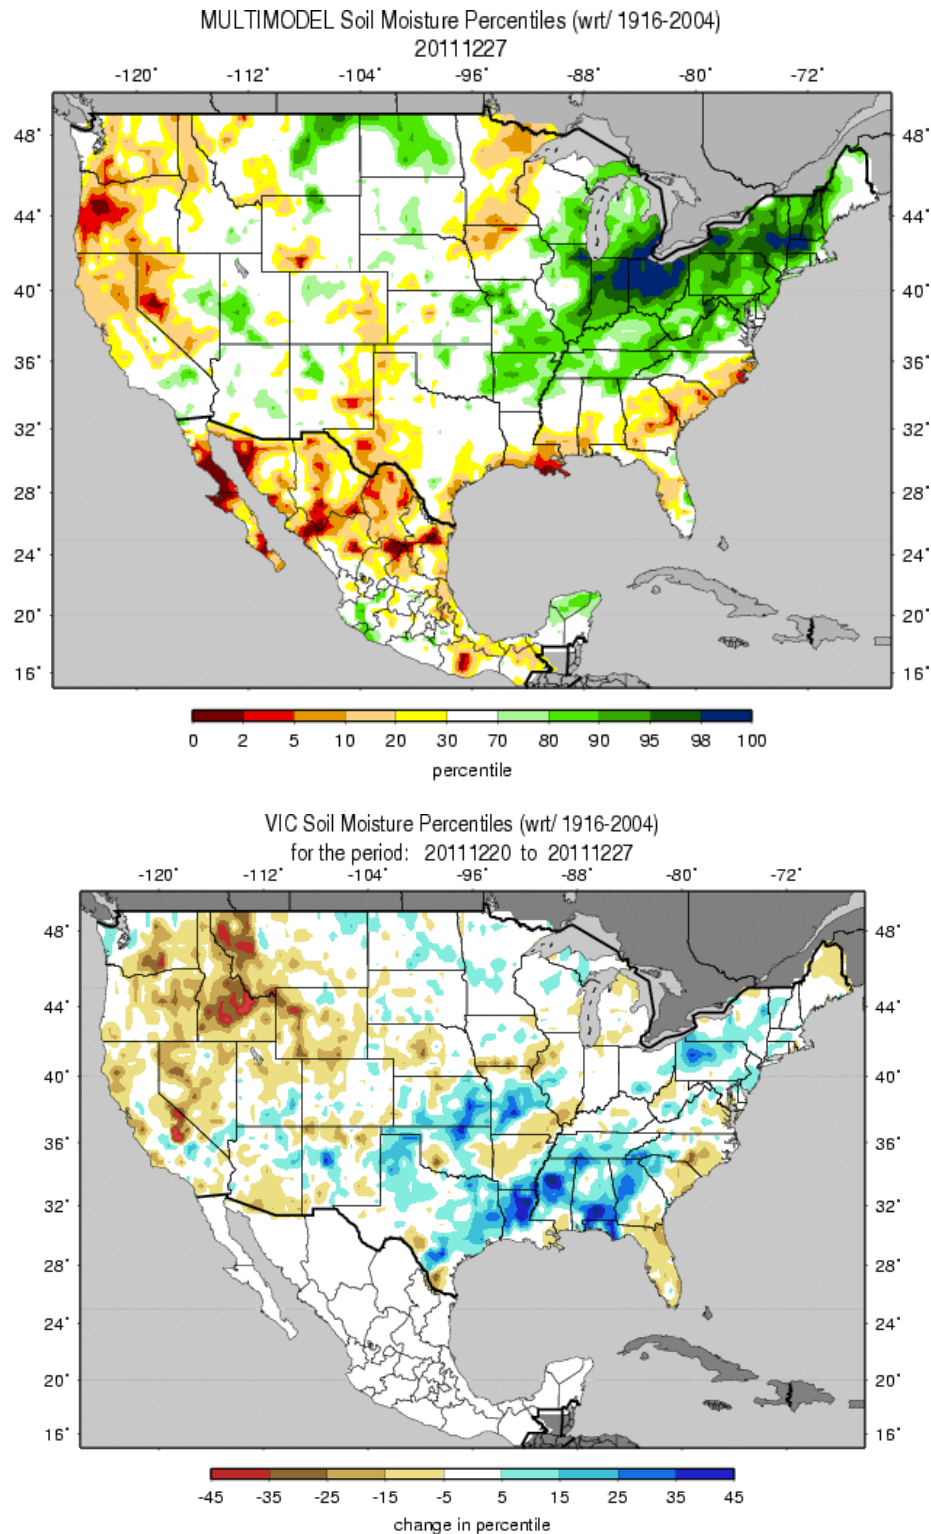 MULTIMODEL Soil Moisture Percentiles (wrt/ 1916-2004)
20111227
-120° -112° -104° -96° -88° -80° -72°
48°
44°
40°
36°
32°
28°
24°
20°
16°
0 2 5 10 20 30 70 80 90 95 98 100
percentile
VIC Soil Moisture Percentiles (wrt/ 1916-2004)
for the period: 20111220 to 20111227
-120° -112° -104° -96° -88° -80° -72°
48°
44°
40°
36°
32°
28°
24°
20°
16°
-45 -35 -25 -15 -5 5 15 25 35 45
change in percentile